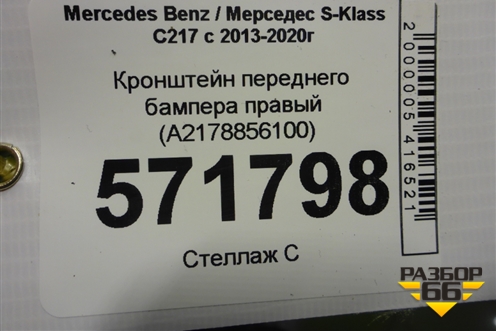 Mercedes Benz / Мерседес S-Klass
C217 с 2013-2020г
Кронштейн переднего
бампера правый
(A2178856100)
571798
Стеллаж С
2000005416521
РАЗБОР
66